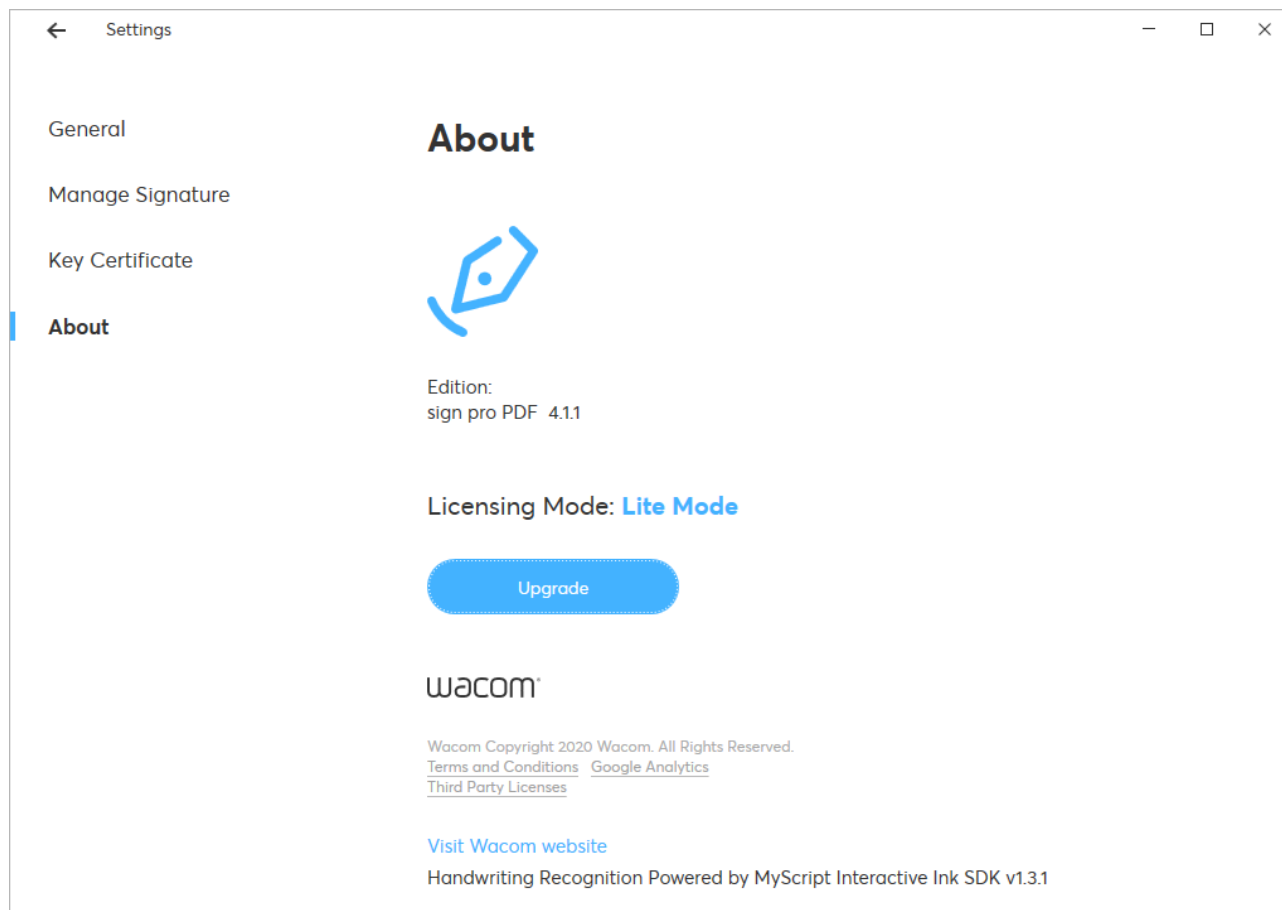 Settings
General
Manage Signature
Key Certificate
About
About
Edition:
sign pro PDF 4.1.1
Licensing Mode: Lite Mode
Upgrade
wacom
Wacom Copyright 2020 Wacom. All Rights Reserved.
Terms and Conditions Google Analytics
Third Party Licenses
Visit Wacom website
Handwriting Recognition Powered by MyScript Interactive Ink SDK v1.3.1